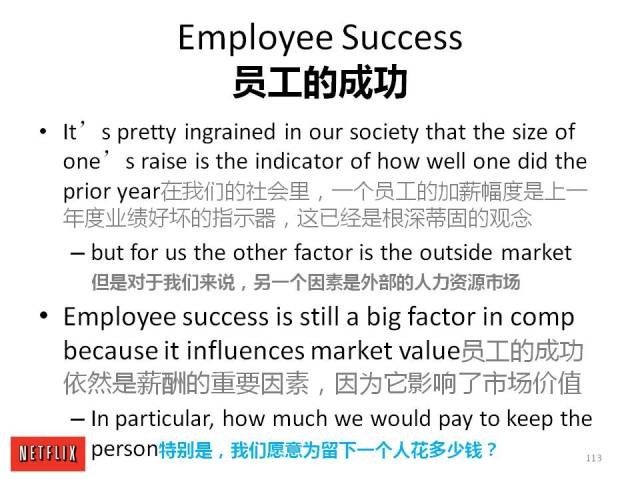 Employee Success
员工的成功
• It’s pretty ingrained in our society that the size of
one’s raise is the indicator of how well one did the
prior year在我们的社会里，一个员工的加薪幅度是上一
年度业绩好坏的指示器，这已经是根深蒂固的观念
– but for us the other factor is the outside market
但是对于我们来说，另一个因素是外部的人力资源市场
• Employee success is still a big factor in comp
because it influences market value员工的成功
依然是薪酬的重要因素，因为它影响了市场价值
– In particular, how much we would pay to keep the
person特别是，我们愿意为留下一个人花多少钱？
NETFLIX
113